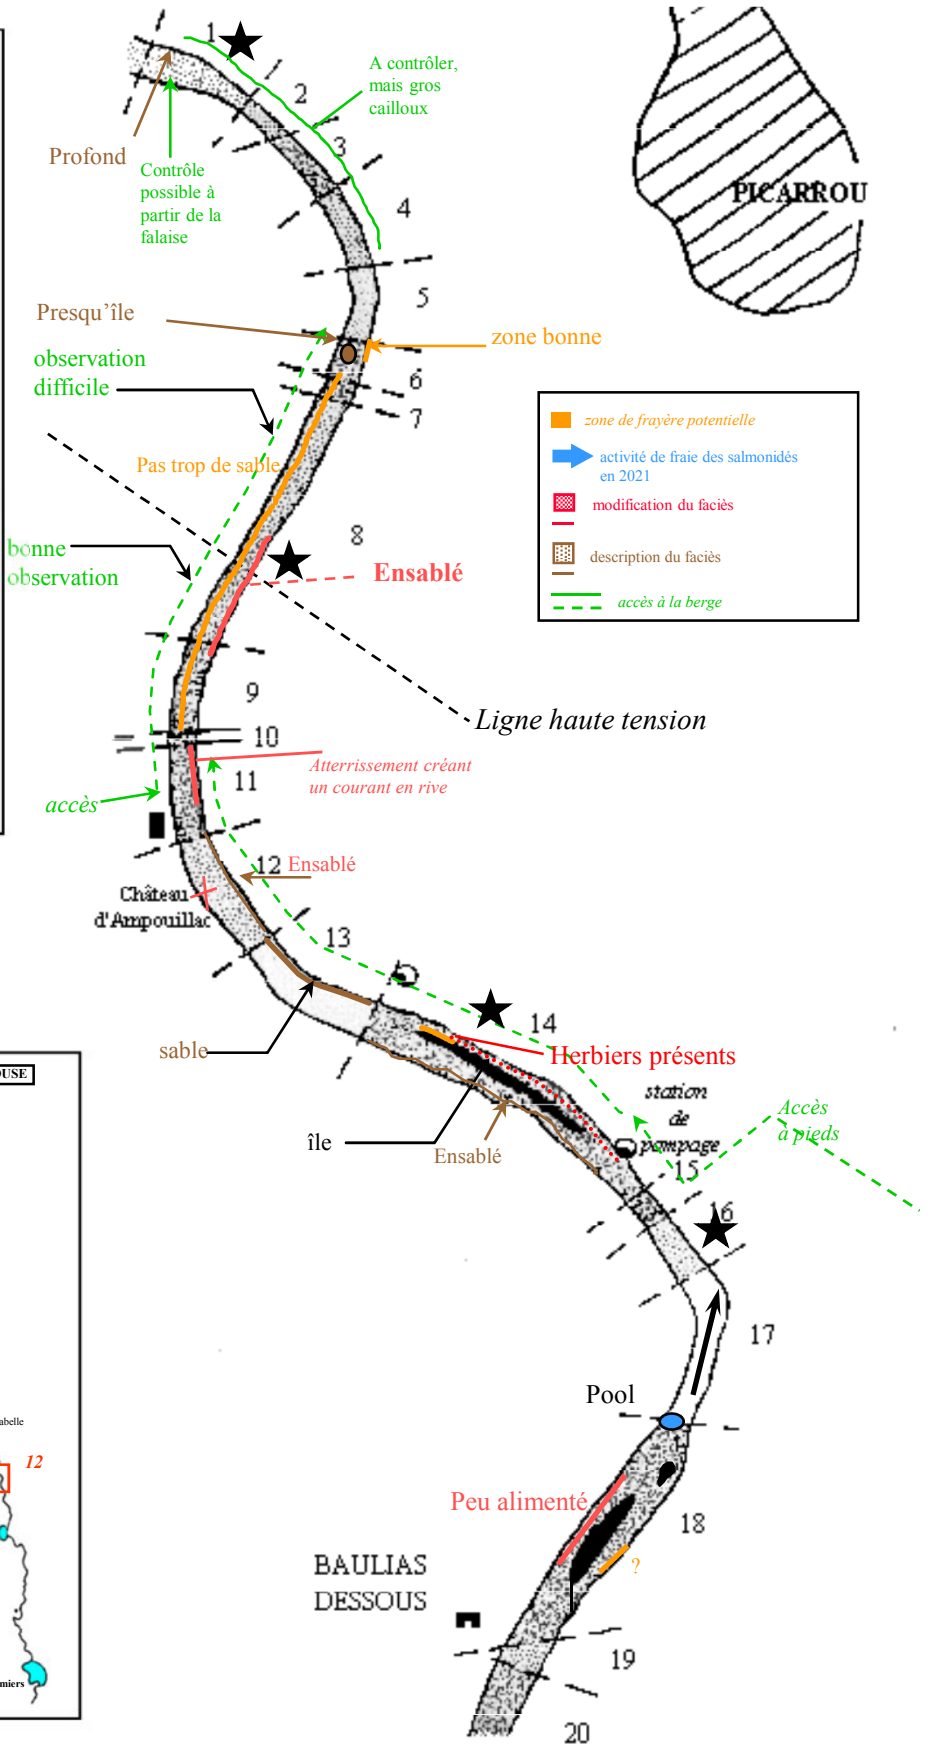 1
2
A contrôler,
mais gros
cailloux
3
Profond
Contrôle
possible à
partir de la
falaise
PICARROU
4
5
Presqu’île
zone bonne
observation
difficile
6
7
zone de frayère potentielle
activité de fraie des salmonidés
en 2021
modification du faciès
description du faciès
accès à la berge
Pas trop de sable
8
bonne
observation
Ensablé
9
Ligne haute tension
10
Atterrissement créant
un courant en rive
11
accès
12
Ensablé
Château
d'Ampouillac
13
14
sable
Herbiers présents
station
de
pompage
Accès
à pieds
île
Ensablé
15
16
17
Pool
12
Peu alimenté
18
?
BAULIAS
DESSOUS
19
20